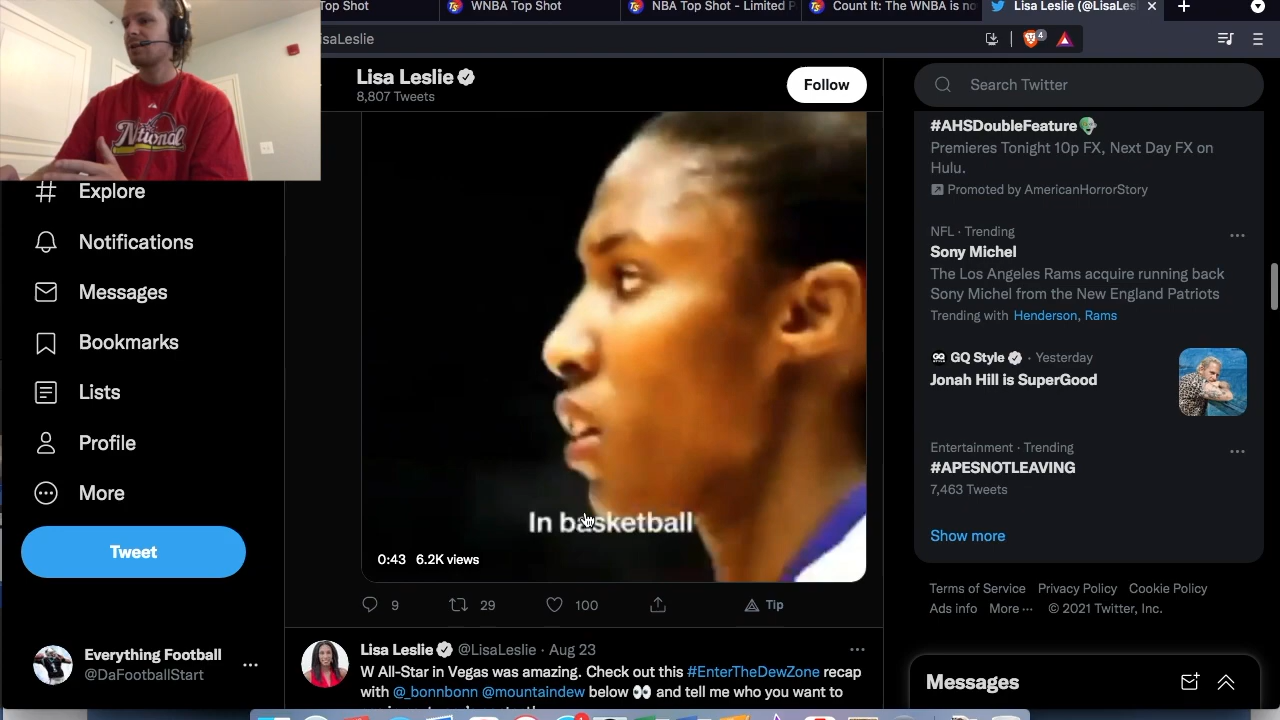 Top Shot
WNBA Top Shot
NBA Top Shot - Limited P
Count It: The WNBA is no
Lisa Leslie (@LisaLes
saLeslie
4
National
Lisa Leslie
8,807 Tweets
Follow
Search Twitter
Explore
Notifications
Messages
Bookmarks
Lists
Profile
More
Tweet
Everything Football
@DaFootballStart
In basketball
0:43 6.2K views
9
29
100
Tip
Lisa Leslie @LisaLeslie · Aug 23
W All-Star in Vegas was amazing. Check out this #EnterTheDewZone recap
with @_bonnbonn @mountaindew below 👀 and tell me who you want to
#AHSDoubleFeature
Premieres Tonight 10p FX, Next Day FX on
Hulu.
Promoted by AmericanHorrorStory
NFL · Trending
Sony Michel
The Los Angeles Rams acquire running back
Sony Michel from the New England Patriots
Trending with Henderson, Rams
GQ Style · Yesterday
Jonah Hill is SuperGood
Entertainment · Trending
#APESNOTLEAVING
7,463 Tweets
Show more
Terms of Service Privacy Policy Cookie Policy
Ads info More ··· © 2021 Twitter, Inc.
Messages